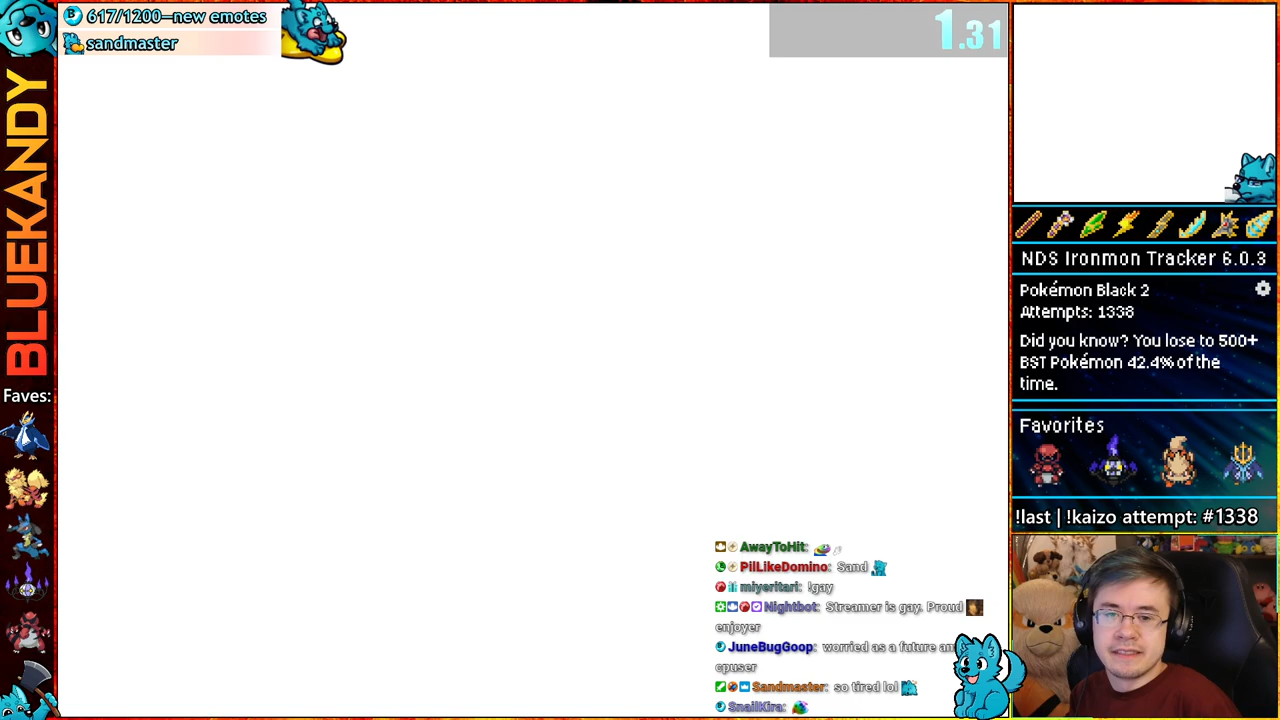 617/1200—new emotes
sandmaster
1.31
BLUEKANDY
Faves:
NDS Ironmon Tracker 6.0.3
Pokémon Black 2
Attempts: 1338
Did you know? You lose to 500+
BST Pokémon 42.4% of the
time.
Favorites
!last | !kaizo attempt: #1338
AwayToHit:
PilLikeDomino: Sand
miyeritari: !gay
Nightbot: Streamer is gay. Proud
enjoyer
JuneBugGoop: worried as a future
cpuser
Sandmaster: so tired lol
SnailKira: